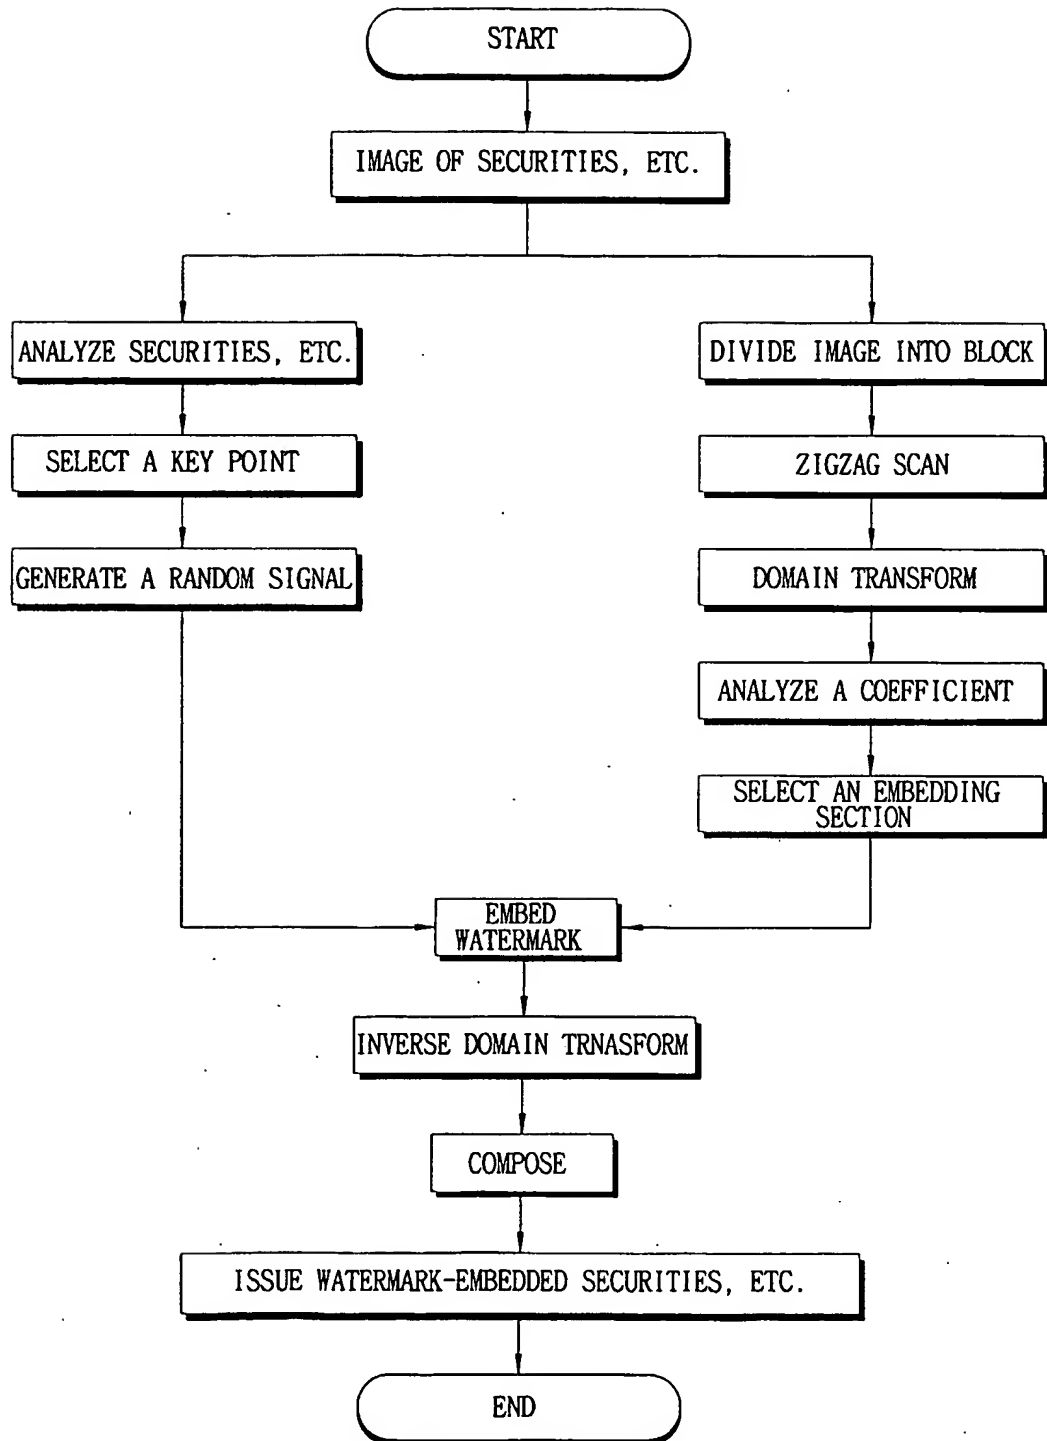 START
IMAGE OF SECURITIES, ETC.
ANALYZE SECURITIES, ETC.
SELECT A KEY POINT
GENERATE A RANDOM SIGNAL
DIVIDE IMAGE INTO BLOCK
ZIGZAG SCAN
DOMAIN TRANSFORM
ANALYZE A COEFFICIENT
SELECT AN EMBEDDING
SECTION
EMBED
WATERMARK
INVERSE DOMAIN TRNASFORM
COMPOSE
ISSUE WATERMARK-EMBEDDED SECURITIES, ETC.
END